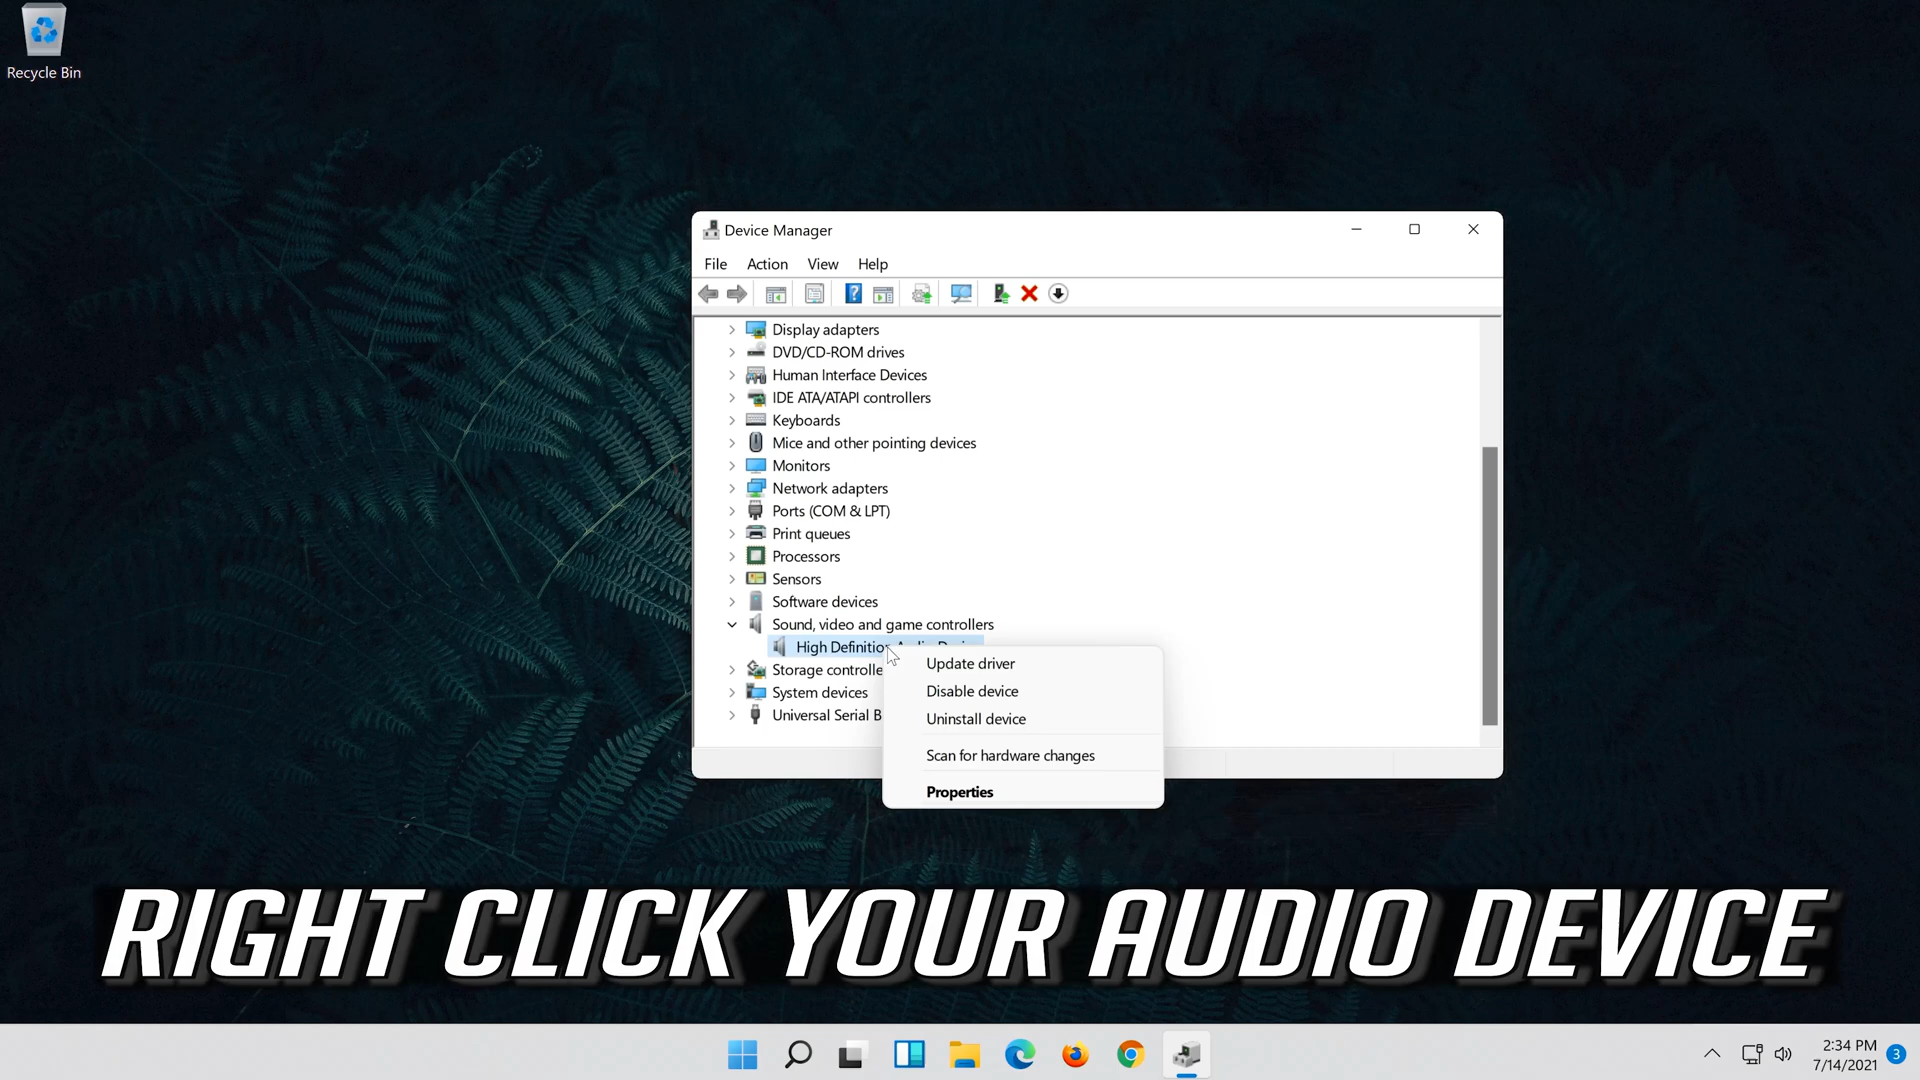 Recycle Bin
Device Manager
File Action View Help
Display adapters
DVD/CD-ROM drives
Human Interface Devices
IDE ATA/ATAPI controllers
Keyboards
Mice and other pointing devices
Monitors
Network adapters
Ports (COM & LPT)
Print queues
Processors
Sensors
Software devices
Sound, video and game controllers
High Definition
Storage controlle
System devices
Universal Serial B
Update driver
Disable device
Uninstall device
Scan for hardware changes
Properties
RIGHT CLICK YOUR AUDIO DEVICE
2:34 PM
7/14/2021
3